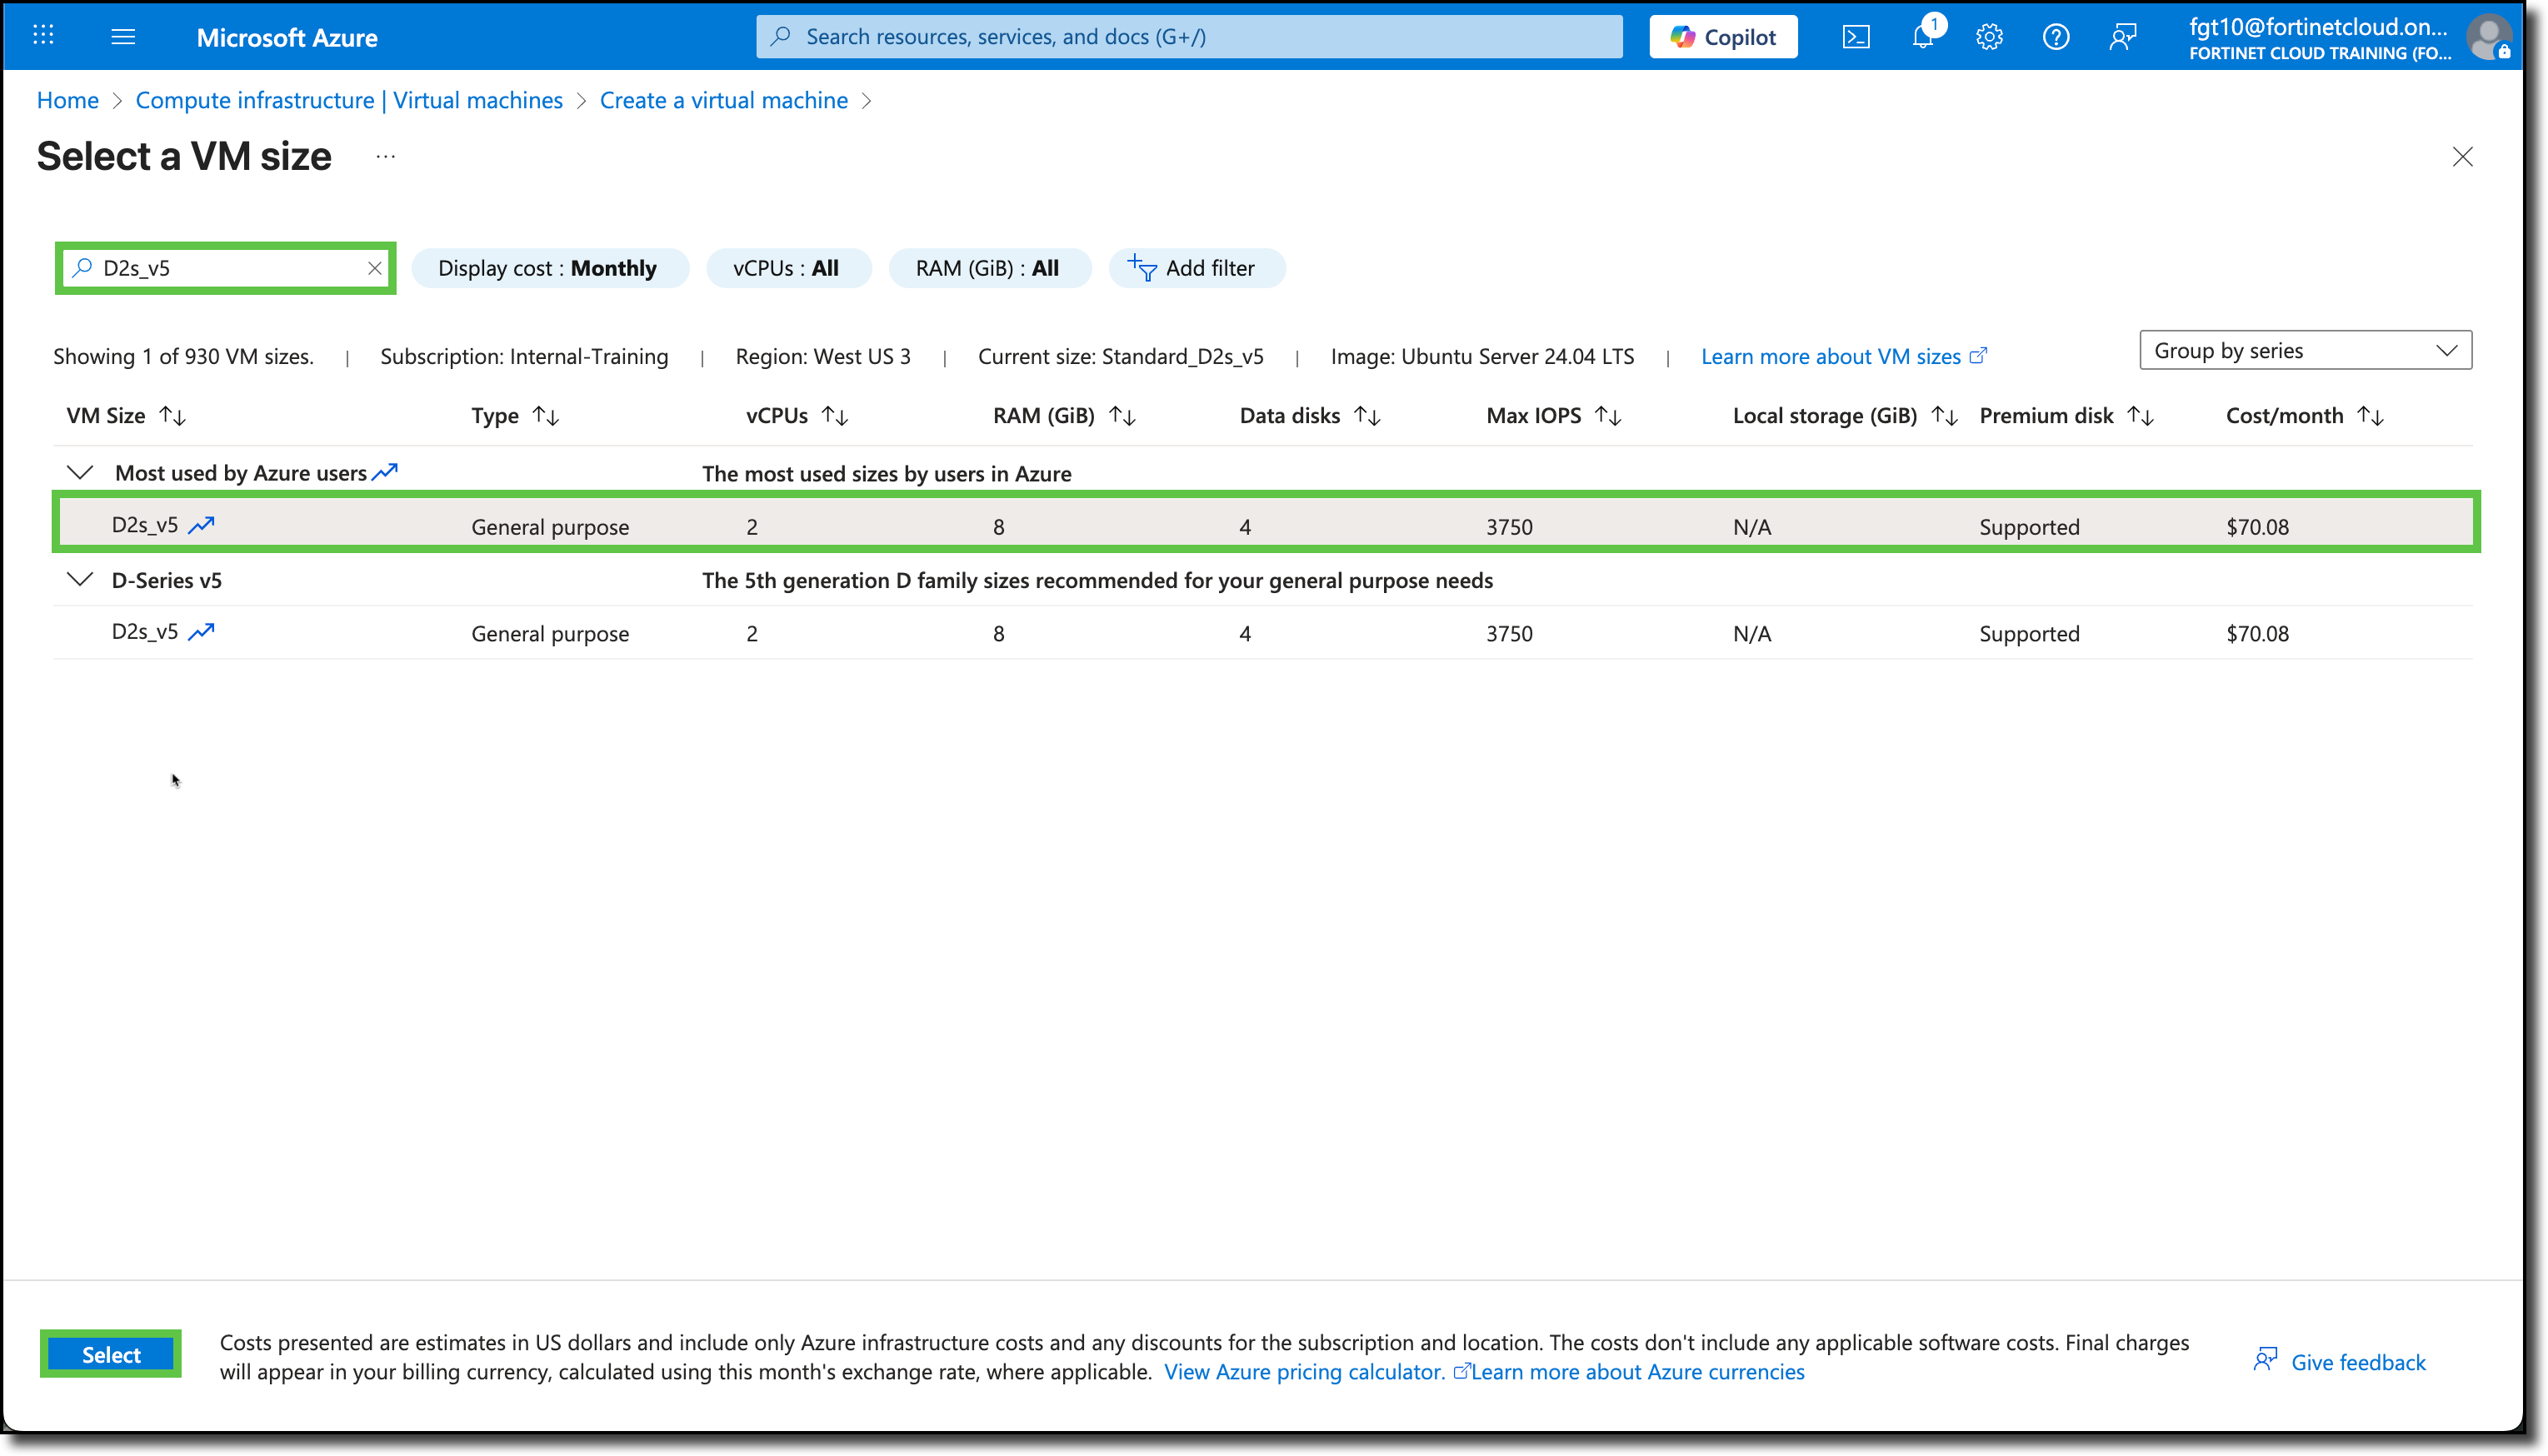 Microsoft Azure
Search resources, services, and docs (G+/)
Copilot
1
fgt10@fortinetcloud.on...
FORTINET CLOUD TRAINING (FO...
Home > Compute infrastructure | Virtual machines > Create a virtual machine >
Select a VM size ...
D2s_v5
Display cost : Monthly
vCPUs : All
RAM (GiB) : All
Add filter
Showing 1 of 930 VM sizes. | Subscription: Internal-Training | Region: West US 3 | Current size: Standard_D2s_v5 | Image: Ubuntu Server 24.04 LTS | Learn more about VM sizes
Group by series
VM Size Type vCPUs RAM (GiB) Data disks Max IOPS Local storage (GiB) Premium disk Cost/month
Most used by Azure users The most used sizes by users in Azure
D2s_v5 General purpose 2 8 4 3750 N/A Supported $70.08
D-Series v5 The 5th generation D family sizes recommended for your general purpose needs
D2s_v5 General purpose 2 8 4 3750 N/A Supported $70.08
Select
Costs presented are estimates in US dollars and include only Azure infrastructure costs and any discounts for the subscription and location. The costs don't include any applicable software costs. Final charges
will appear in your billing currency, calculated using this month's exchange rate, where applicable. View Azure pricing calculator. Learn more about Azure currencies
Give feedback